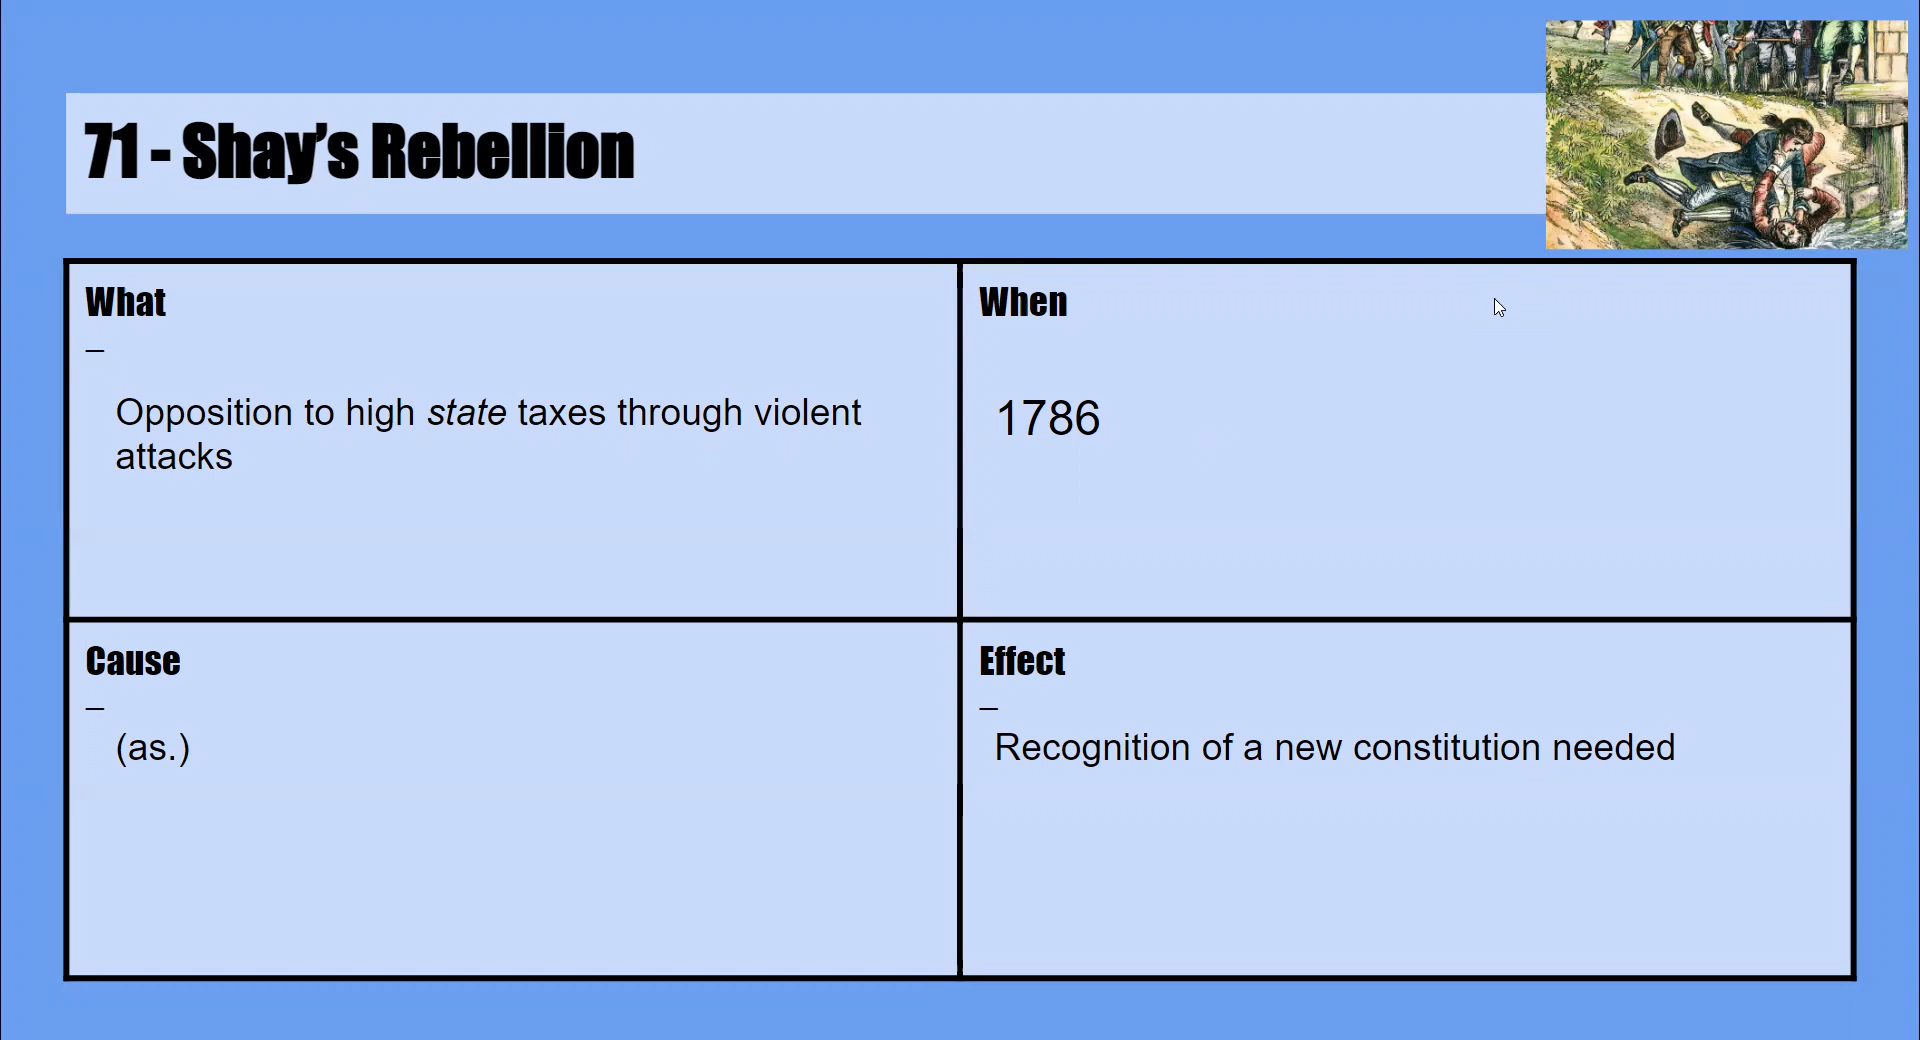 71 - Shay’s Rebellion
What
–
Opposition to high state taxes through violent
attacks
When
1786
Cause
–
(as.)
Effect
–
Recognition of a new constitution needed